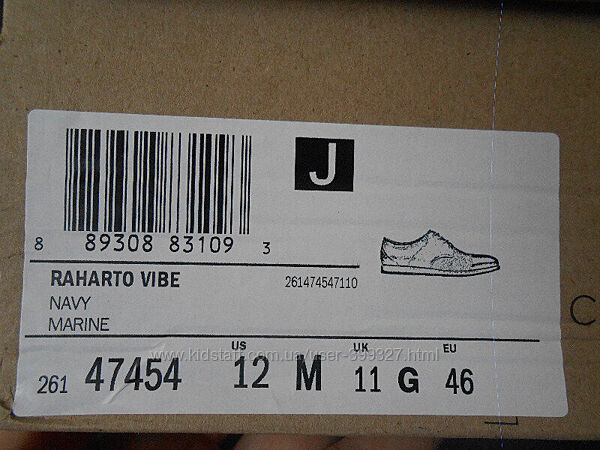 J
8 89308 83109 3
RAHARTO VIBE 261474547110
NAVY
MARINE
www.kidstaff.com.ua/user-399327.html
US UK EU
261 47454 12 M 11 G 46
C